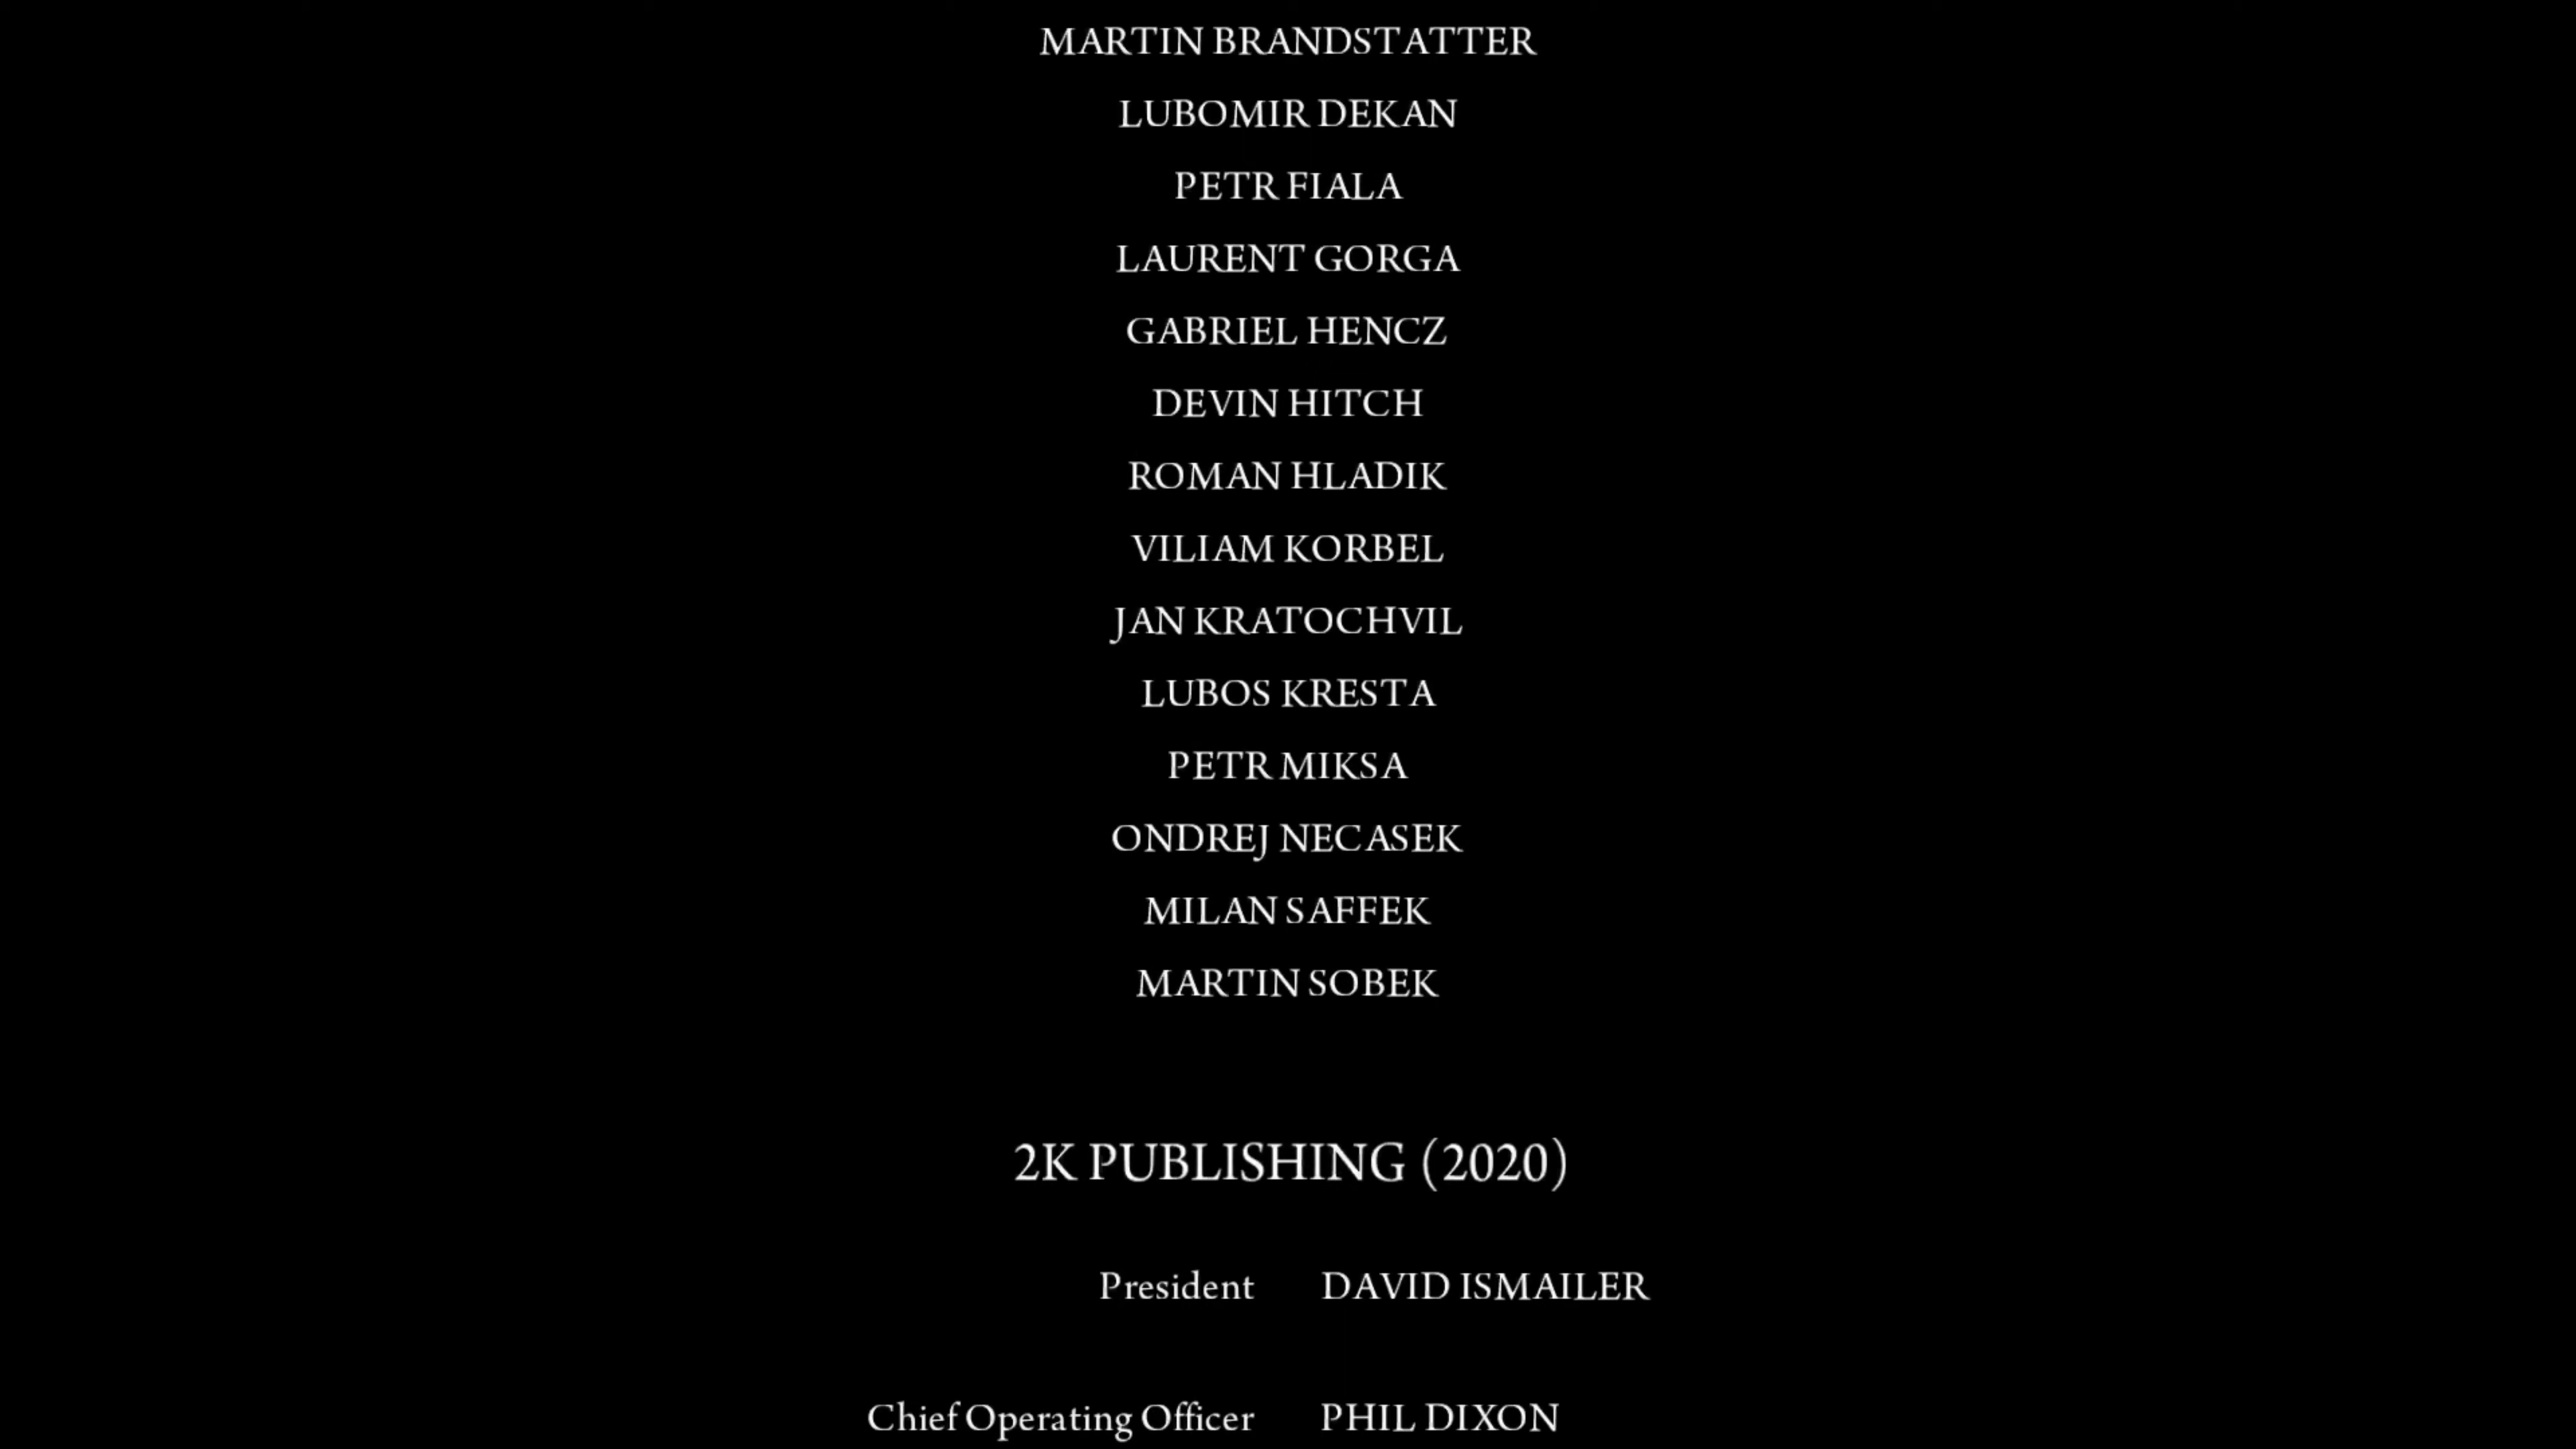 MARTIN BRANDSTATTER
LUBOMIR DEKAN
PETR FIALA
LAURENT GORGA
GABRIEL HENCZ
DEVIN HITCH
ROMAN HLADIK
VILIAM KORBEL
JAN KRATOCHVIL
LUBOS KRESTA
PETR MIKSA
ONDREJ NECASEK
MILAN SAFFEK
MARTIN SOBEK
2K PUBLISHING (2020)
President DAVID ISMAILER
Chief Operating Officer PHIL DIXON